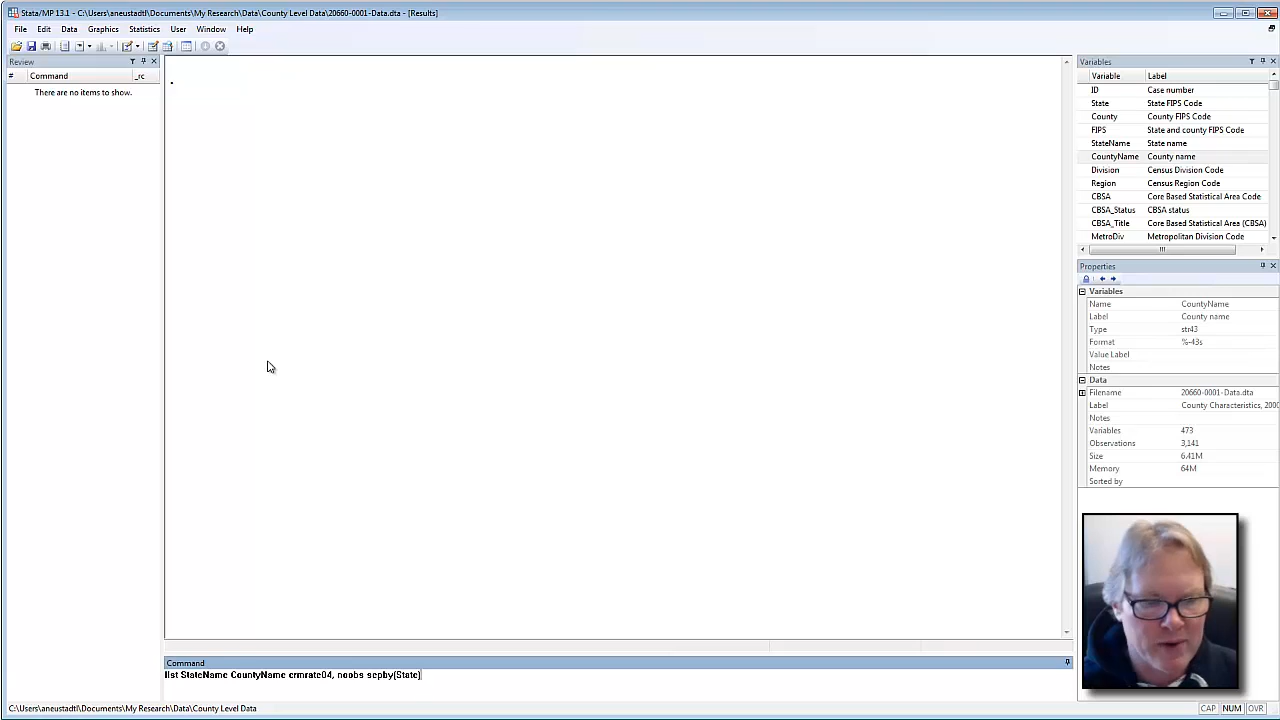 Stata/MP 13.1 - C:\Users\aneustadtl\Documents\My Research\Data\County Level Data\20660-0001-Data.dta - [Results]
File Edit Data Graphics Statistics User Window Help
Review
# Command _rc
There are no items to show.
.
Variables
Variable Label
ID Case number
State State FIPS Code
County County FIPS Code
FIPS State and county FIPS Code
StateName State name
CountyName County name
Division Census Division Code
Region Census Region Code
CBSA Core Based Statistical Area Code
CBSA_Status CBSA status
CBSA_Title Core Based Statistical Area (CBSA)
MetroDiv Metropolitan Division Code
Properties
Variables
Name CountyName
Label County name
Type str43
Format %-43s
Value Label
Notes
Data
Filename 20660-0001-Data.dta
Label County Characteristics, 200
Notes
Variables 473
Observations 3,141
Size 6.41M
Memory 64M
Sorted by
Command
list StateName CountyName crmrate04, noobs sepby(State)
C:\Users\aneustadtl\Documents\My Research\Data\County Level Data
CAP NUM OVR